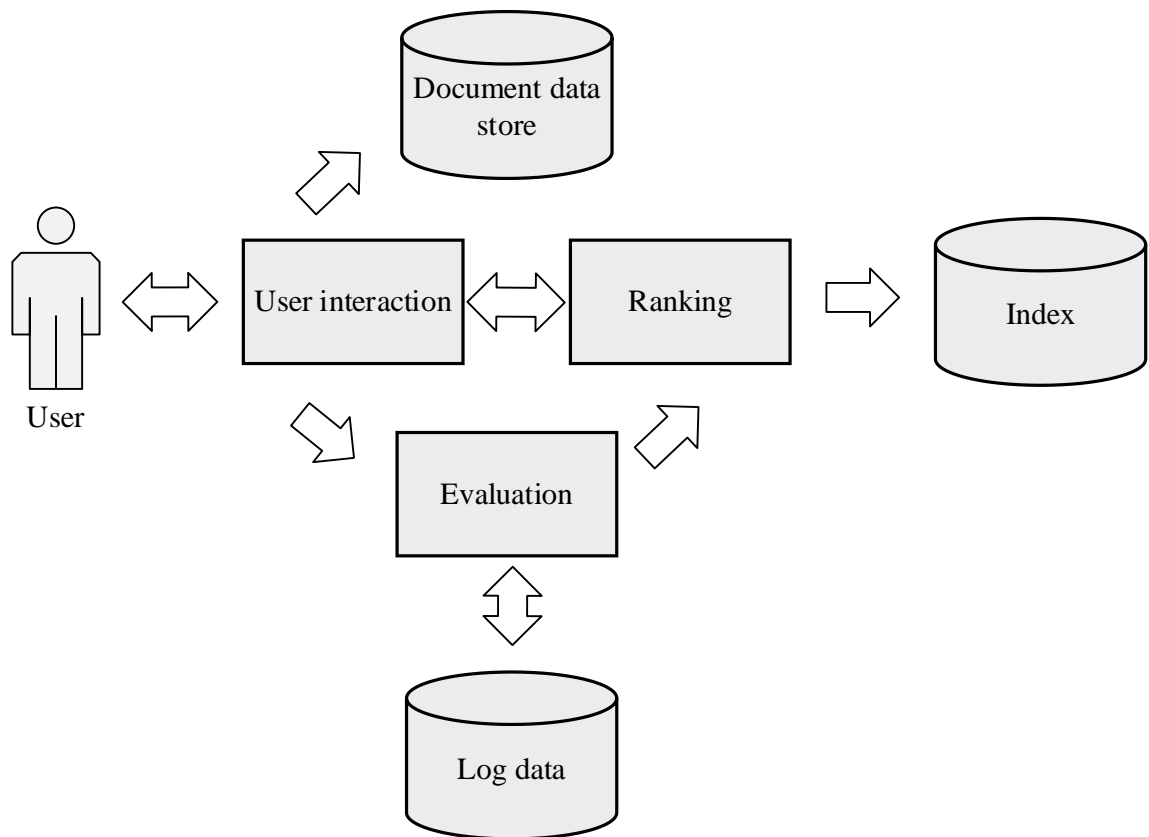 Document data
store
User interaction
Ranking
Index
User
Evaluation
Log data